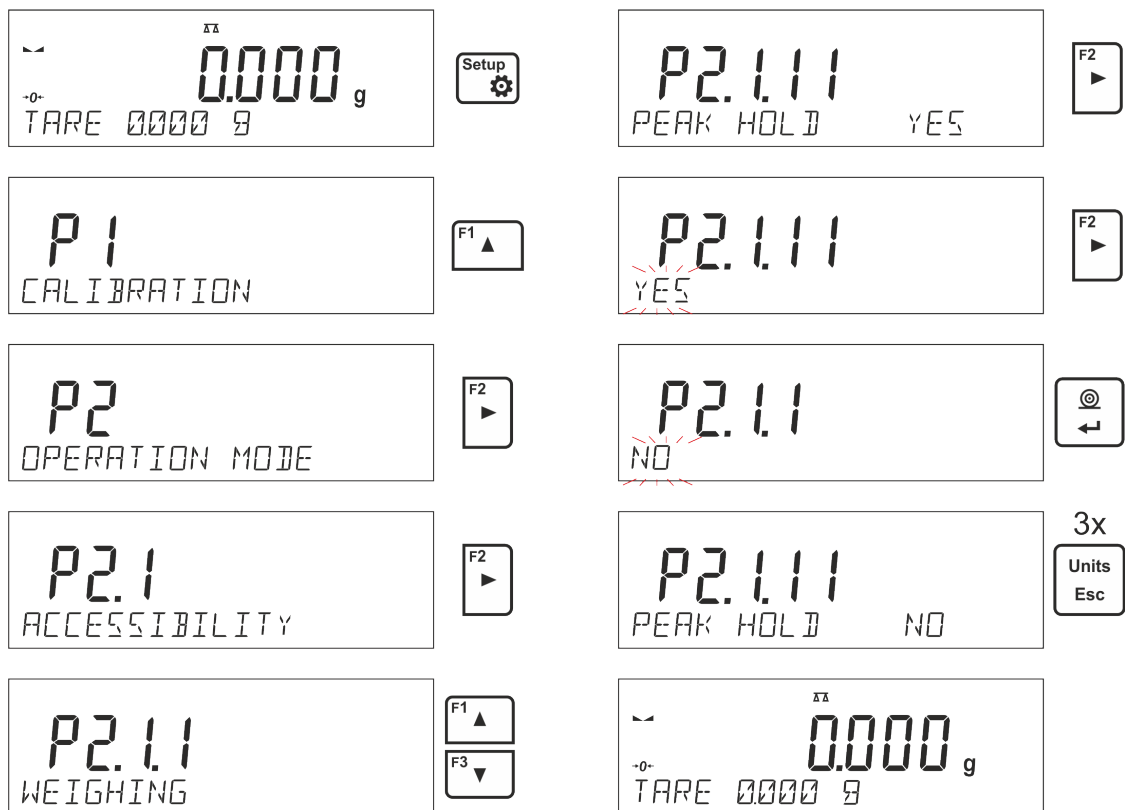 0.000 g
TARE 0.000 g
Setup
P1
CALIBRATION
F1
P2
OPERATION MODE
F2
P2.1
ACCESSIBILITY
F2
P2.1.1
WEIGHING
F1
F3
P2.1.11
PEAK HOLD YES
F2
P2.1.11
YES
F2
P2.1.1
NO
P2.1.11
PEAK HOLD NO
3x
Units
Esc
0.000 g
TARE 0.000 g